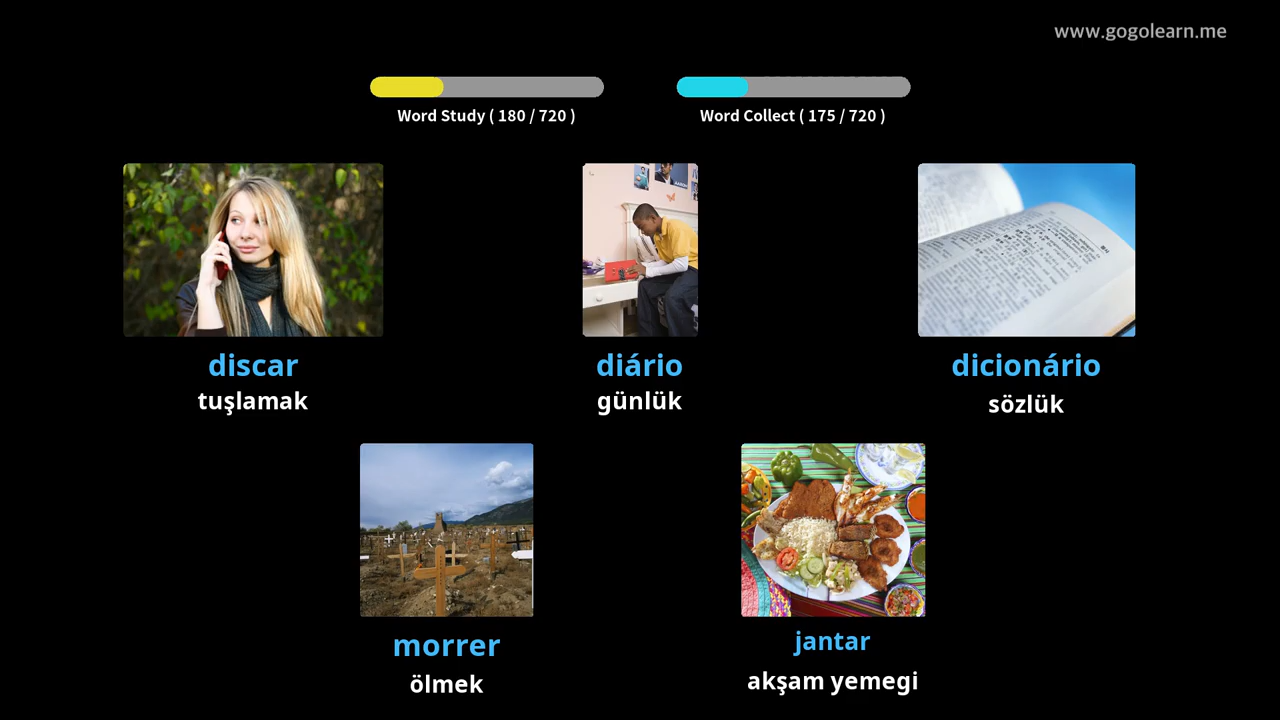 www.gogolearn.me
Word Study ( 180 / 720 )
Word Collect ( 175 / 720 )
discar
tuşlamak
diário
günlük
dicionário
sözlük
morrer
ölmek
jantar
akşam yemegi